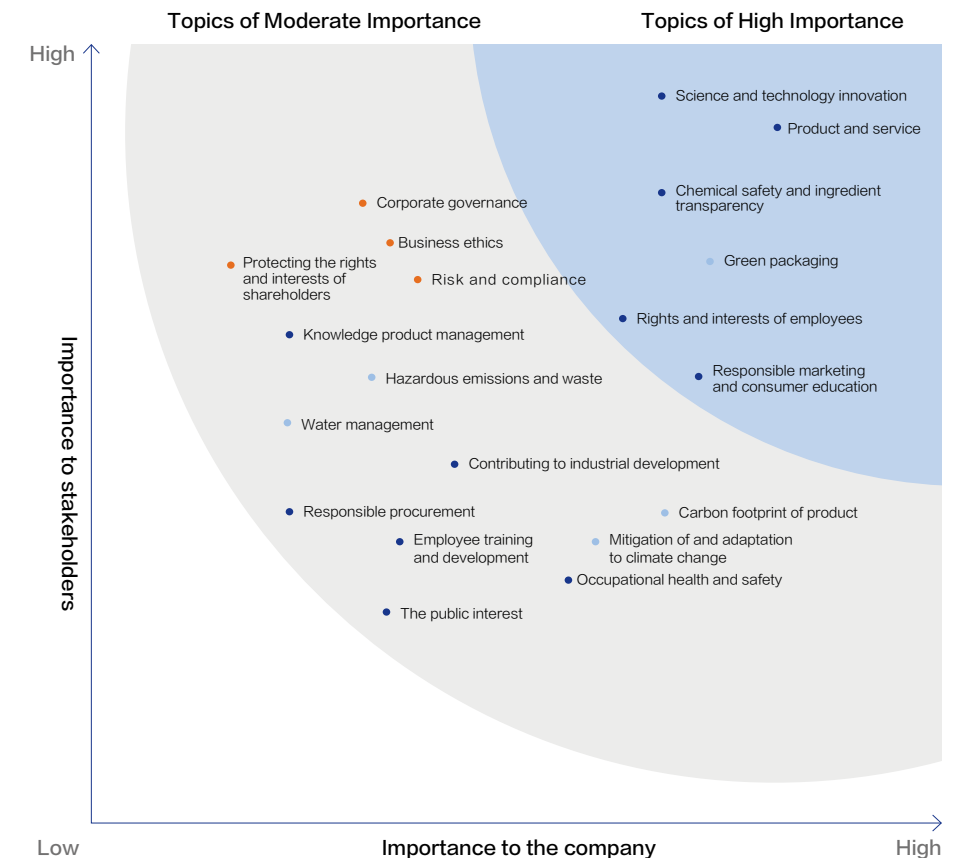 Topics of Moderate Importance
Topics of High Importance
High
Science and technology innovation
Product and service
Chemical safety and ingredient
transparency
Corporate governance
Business ethics
Green packaging
Protecting the rights
and interests of
shareholders
Risk and compliance
Rights and interests of employees
Knowledge product management
Responsible marketing
and consumer education
Hazardous emissions and waste
Water management
Contributing to industrial development
Responsible procurement
Carbon footprint of product
Employee training
and development
Mitigation of and adaptation
to climate change
Occupational health and safety
The public interest
Importance to stakeholders
Low
Importance to the company
High